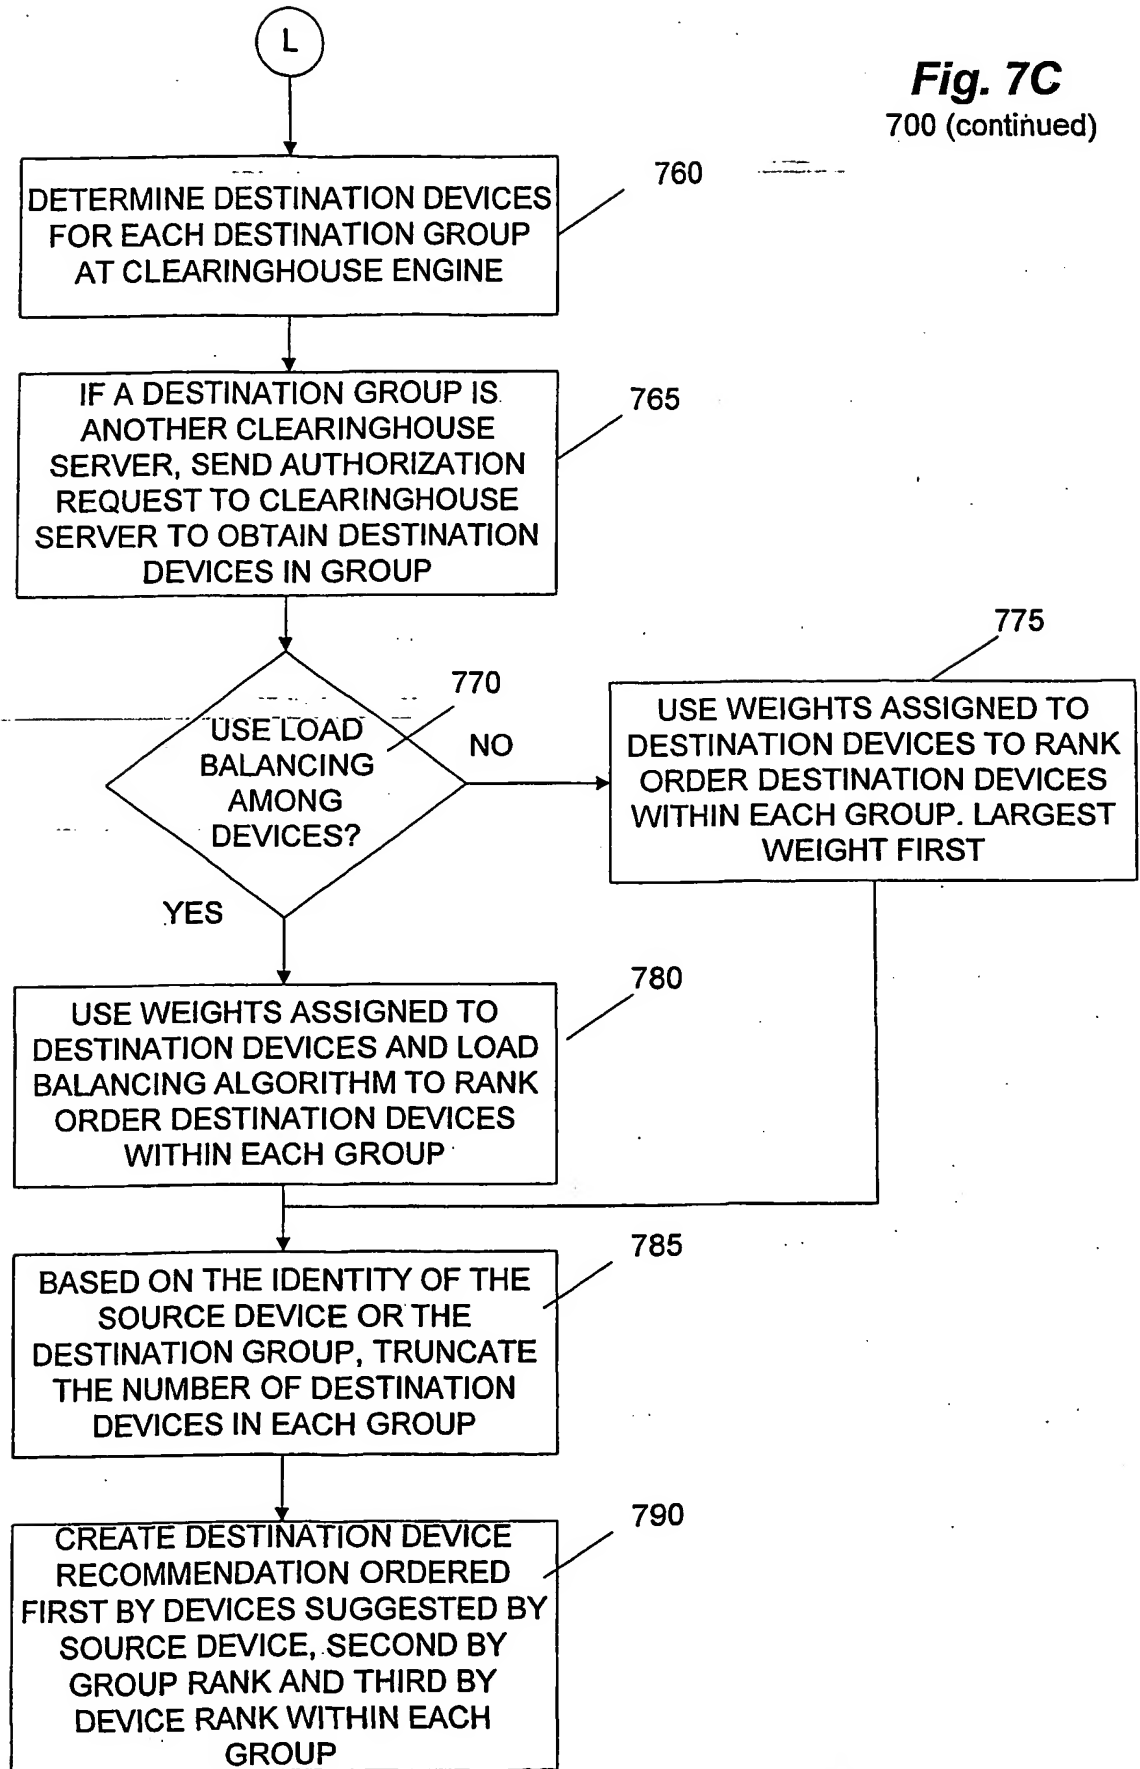 L
Fig. 7C
700 (continued)
760
DETERMINE DESTINATION DEVICES
FOR EACH DESTINATION GROUP
AT CLEARINGHOUSE ENGINE
765
IF A DESTINATION GROUP IS
ANOTHER CLEARINGHOUSE
SERVER, SEND AUTHORIZATION
REQUEST TO CLEARINGHOUSE
SERVER TO OBTAIN DESTINATION
DEVICES IN GROUP
770
USE LOAD
BALANCING
AMONG
DEVICES?
NO
775
USE WEIGHTS ASSIGNED TO
DESTINATION DEVICES TO RANK
ORDER DESTINATION DEVICES
WITHIN EACH GROUP. LARGEST
WEIGHT FIRST
YES
780
USE WEIGHTS ASSIGNED TO
DESTINATION DEVICES AND LOAD
BALANCING ALGORITHM TO RANK
ORDER DESTINATION DEVICES
WITHIN EACH GROUP
785
BASED ON THE IDENTITY OF THE
SOURCE DEVICE OR THE
DESTINATION GROUP, TRUNCATE
THE NUMBER OF DESTINATION
DEVICES IN EACH GROUP
790
CREATE DESTINATION DEVICE
RECOMMENDATION ORDERED
FIRST BY DEVICES SUGGESTED BY
SOURCE DEVICE, SECOND BY
GROUP RANK AND THIRD BY
DEVICE RANK WITHIN EACH
GROUP